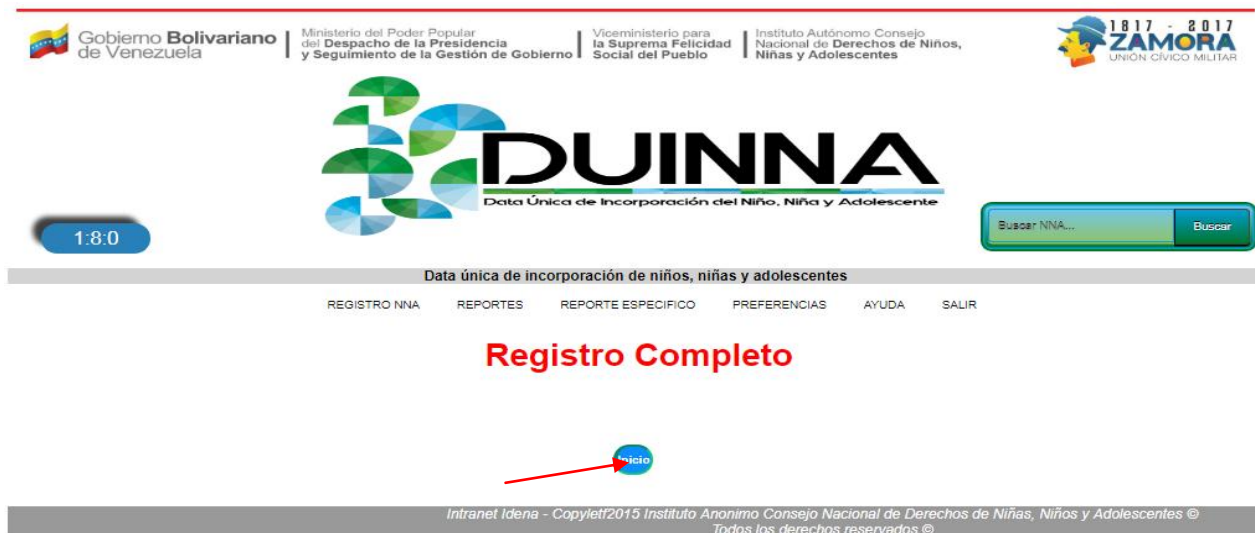 Gobierno Bolivariano
de Venezuela
Ministerio del Poder Popular
del Despacho de la Presidencia
y Seguimiento de la Gestión de Gobierno
Viceministerio para
la Suprema Felicidad
Social del Pueblo
Instituto Autónomo Consejo
Nacional de Derechos de Niños,
Niñas y Adolescentes
1817 - 2017
ZAMORA
UNIÓN CÍVICO MILITAR
DUINNA
Data Única de Incorporación del Niño, Niña y Adolescente
1:8:0
Buscar NNA...
Buscar
Data única de incorporación de niños, niñas y adolescentes
REGISTRO NNA REPORTES REPORTE ESPECIFICO PREFERENCIAS AYUDA SALIR
Registro Completo
Inicio
Intranet Idena - Copyletf2015 Instituto Anonimo Consejo Nacional de Derechos de Niñas, Niños y Adolescentes ©
Todos los derechos reservados ©